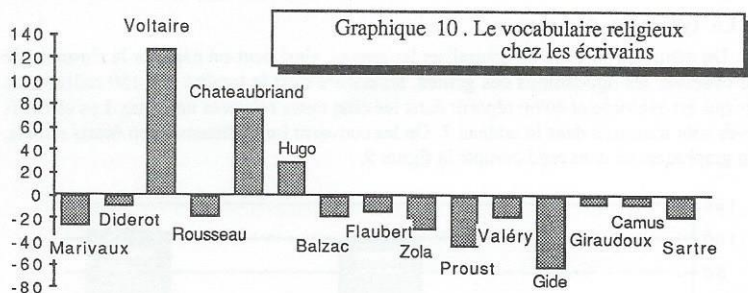 Graphique 10. Le vocabulaire religieux
chez les écrivains
140
120
100
80
60
40
20
0
-20
-40
-60
-80
Marivaux
Diderot
Voltaire
Rousseau
Chateaubriand
Hugo
Balzac
Flaubert
Zola
Proust
Valéry
Gide
Giraudoux
Camus
Sartre